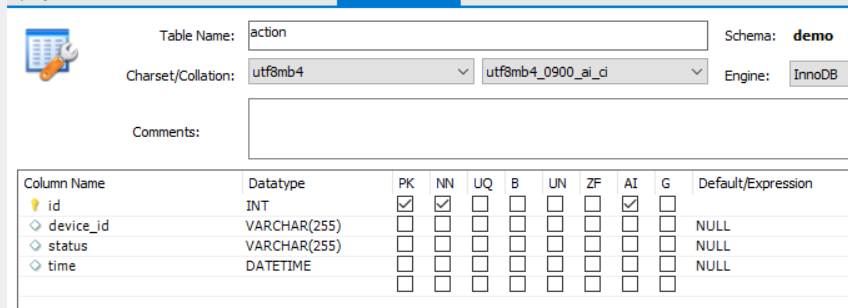 Table Name: action Schema: demo
Charset/Collation: utf8mb4 utf8mb4_0900_ai_ci Engine: InnoDB
Comments:
Column Name Datatype PK NN UQ B UN ZF AI G Default/Expression
id INT
device_id VARCHAR(255) NULL
status VARCHAR(255) NULL
time DATETIME NULL